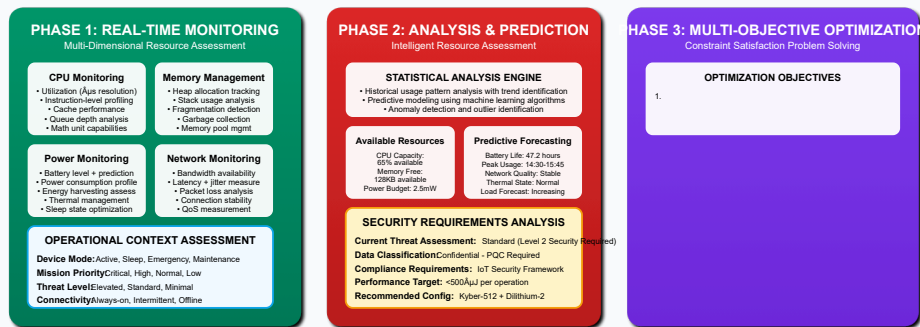 PHASE 1: REAL-TIME MONITORING
Multi-Dimensional Resource Assessment
CPU Monitoring
• Utilization (Âµs resolution)
• Instruction-level profiling
• Cache performance
• Queue depth analysis
• Math unit capabilities
Memory Management
• Heap allocation tracking
• Stack usage analysis
• Fragmentation detection
• Garbage collection
• Memory pool mgmt
Power Monitoring
• Battery level + prediction
• Power consumption profile
• Energy harvesting assess
• Thermal management
• Sleep state optimization
Network Monitoring
• Bandwidth availability
• Latency + jitter measure
• Packet loss analysis
• Connection stability
• QoS measurement
OPERATIONAL CONTEXT ASSESSMENT
Device Mode: Active, Sleep, Emergency, Maintenance
Mission Priority: Critical, High, Normal, Low
Threat Level: Elevated, Standard, Minimal
Connectivity: Always-on, Intermittent, Offline
PHASE 2: ANALYSIS & PREDICTION
Intelligent Resource Assessment
STATISTICAL ANALYSIS ENGINE
• Historical usage pattern analysis with trend identification
• Predictive modeling using machine learning algorithms
• Anomaly detection and outlier identification
Available Resources
CPU Capacity:
65% available
Memory Free:
128KB available
Power Budget: 2.5mW
Predictive Forecasting
Battery Life: 47.2 hours
Peak Usage: 14:30-15:45
Network Quality: Stable
Thermal State: Normal
Load Forecast: Increasing
SECURITY REQUIREMENTS ANALYSIS
Current Threat Assessment: Standard (Level 2 Security Required)
Data Classification: Confidential - PQC Required
Compliance Requirements: IoT Security Framework
Performance Target: <500ÂµJ per operation
Recommended Config: Kyber-512 + Dilithium-2
PHASE 3: MULTI-OBJECTIVE OPTIMIZATION
Constraint Satisfaction Problem Solving
OPTIMIZATION OBJECTIVES
1.